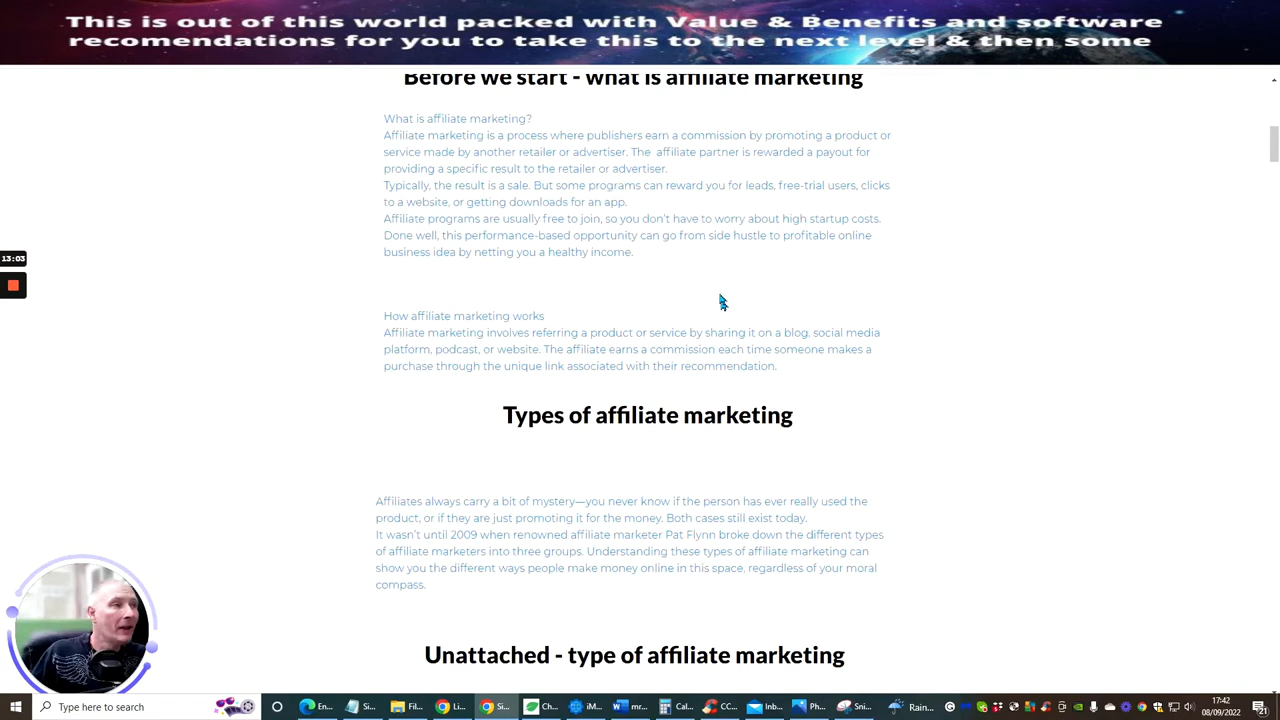 This is out of this world packed with Value & Benefits and software
recomendations for you to take this to the next level & then some
Before we start - what is affiliate marketing
What is affiliate marketing?
Affiliate marketing is a process where publishers earn a commission by promoting a product or
service made by another retailer or advertiser. The affiliate partner is rewarded a payout for
providing a specific result to the retailer or advertiser.
Typically, the result is a sale. But some programs can reward you for leads, free-trial users, clicks
to a website, or getting downloads for an app.
Affiliate programs are usually free to join, so you don't have to worry about high startup costs.
Done well, this performance-based opportunity can go from side hustle to profitable online
business idea by netting you a healthy income.
13:03
How affiliate marketing works
Affiliate marketing involves referring a product or service by sharing it on a blog, social media
platform, podcast, or website. The affiliate earns a commission each time someone makes a
purchase through the unique link associated with their recommendation.
Types of affiliate marketing
Affiliates always carry a bit of mystery—you never know if the person has ever really used the
product, or if they are just promoting it for the money. Both cases still exist today.
It wasn't until 2009 when renowned affiliate marketer Pat Flynn broke down the different types
of affiliate marketers into three groups. Understanding these types of affiliate marketing can
show you the different ways people make money online in this space, regardless of your moral
compass.
Unattached - type of affiliate marketing
Type here to search
En... Si... Fil... Li... Si... Ch... iM... mr... Cal... CC... Inb... Ph... Sni... Rain...
17:42
08/09/2022